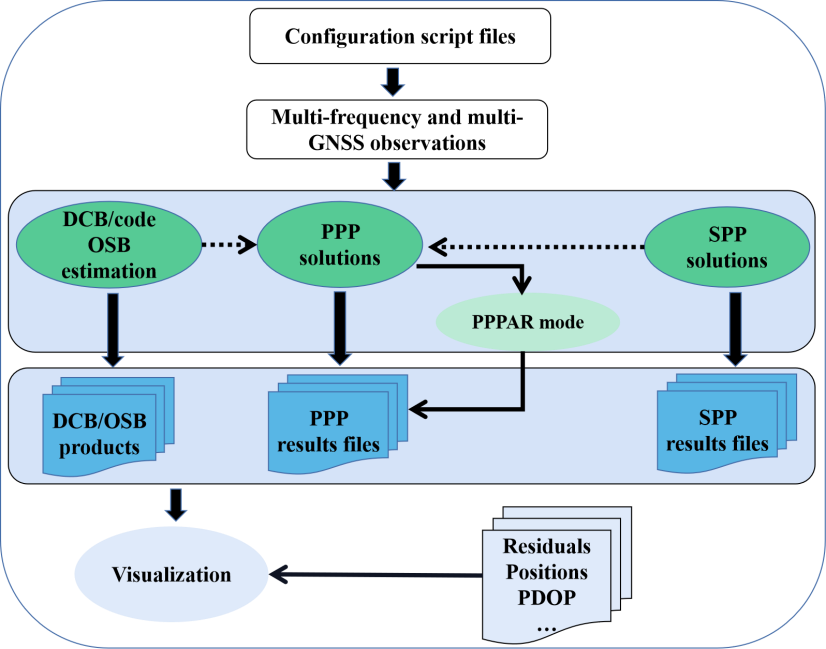 Configuration script files
Multi-frequency and multi-
GNSS observations
DCB/code
OSB
estimation
PPP
solutions
SPP
solutions
PPPAR mode
DCB/OSB
products
PPP
results files
SPP
results files
Visualization
Residuals
Positions
PDOP
...